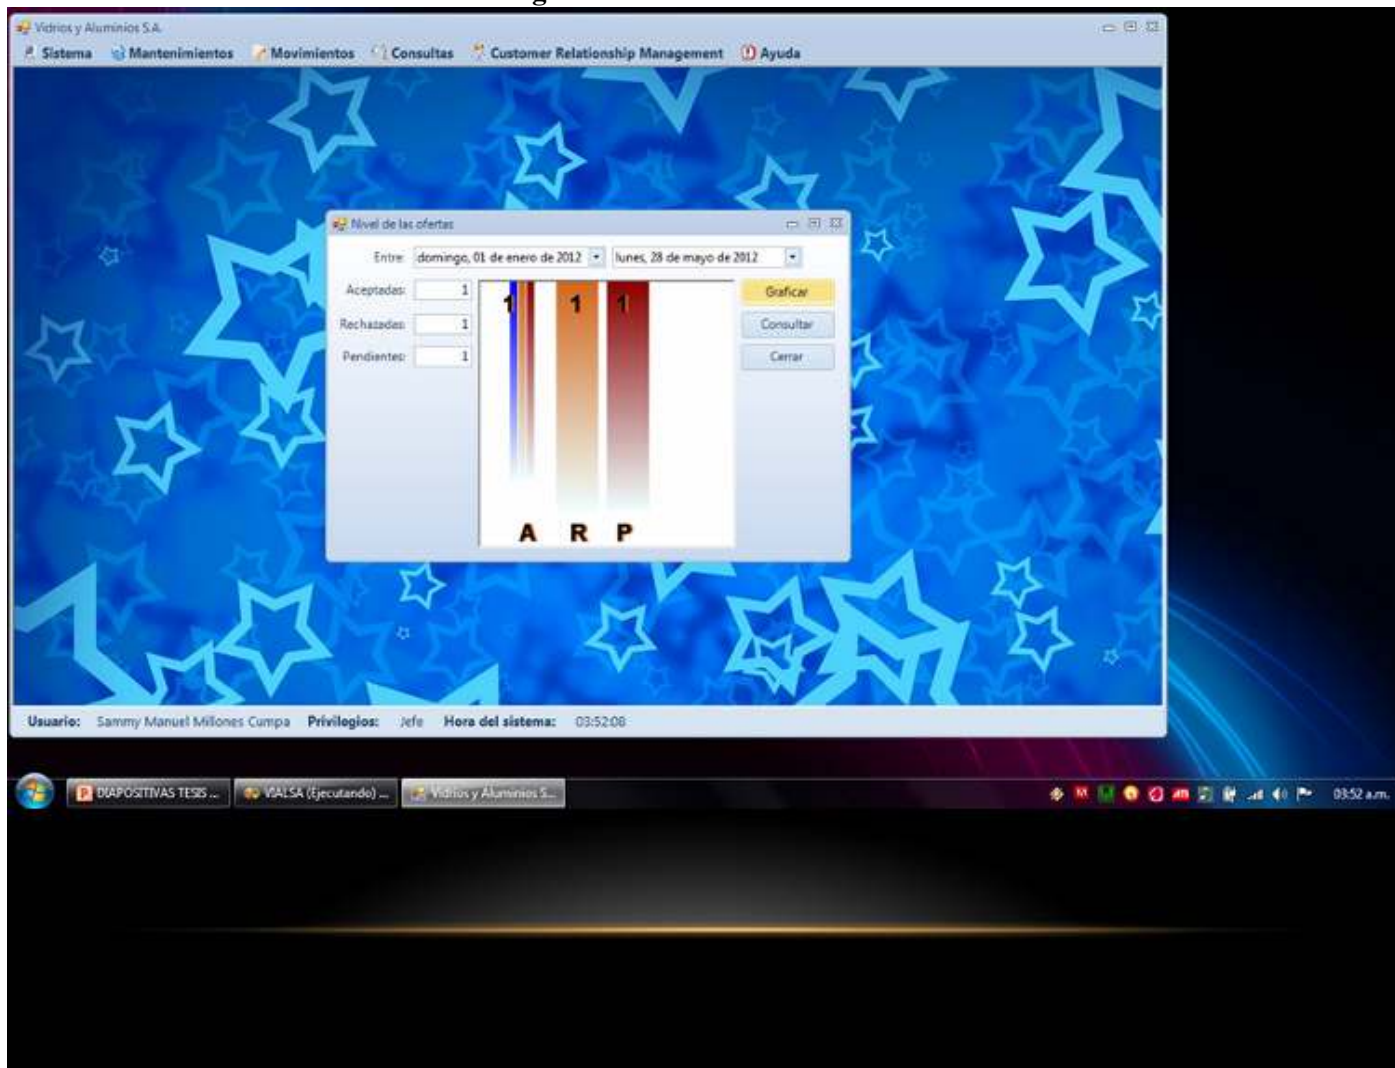 Vidrios y Aluminios S.A.
Sistema Mantenimientos Movimientos Consultas Customer Relationship Management Ayuda
Nivel de las ofertas
Entre: domingo, 01 de enero de 2012 lunes, 28 de mayo de 2012
Aceptadas: 1
Rechazadas: 1
Pendientes: 1
1 1 1
A R P
Graficar
Consultar
Cerrar
Usuario: Sammy Manuel Millones Cumpa Privilegios: Jefe Hora del sistema: 03:52:08
DIAPOSITIVAS TESIS ... VIALSA (Ejecutando) ... Vidrios y Aluminios S... 03:52 a.m.